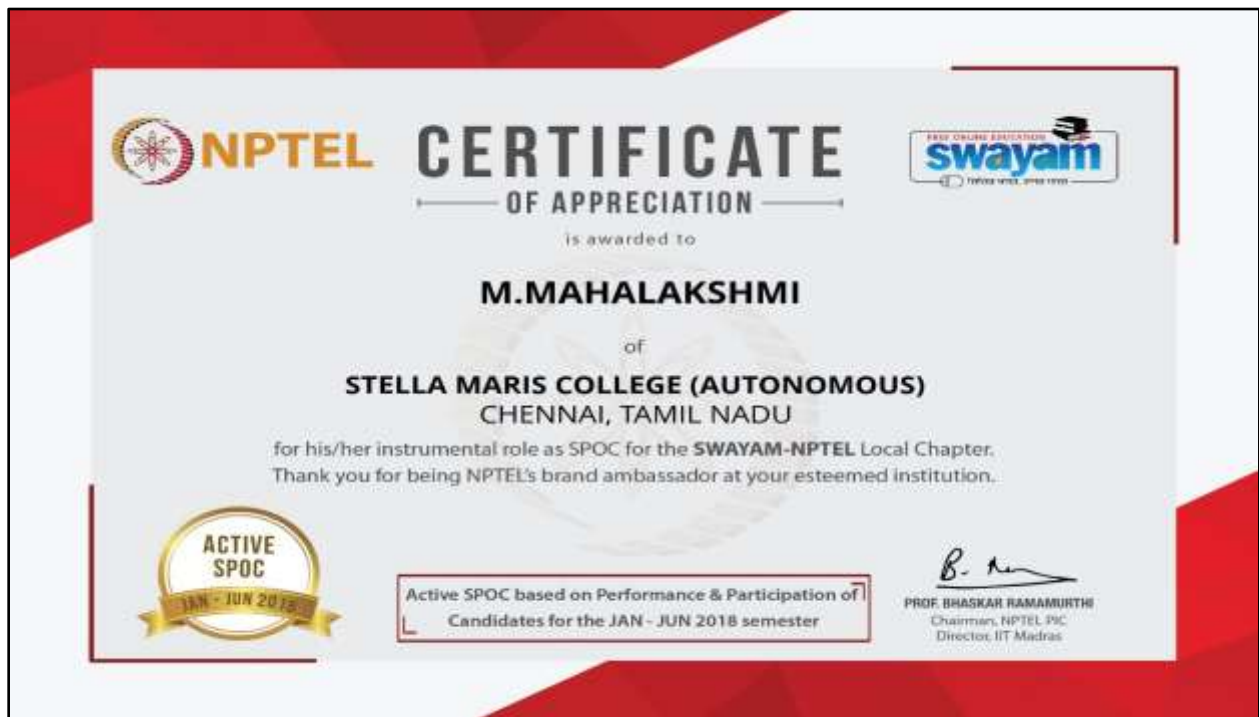 NPTEL
CERTIFICATE
OF APPRECIATION
FREE ONLINE EDUCATION
swayam
is awarded to
M.MAHALAKSHMI
of
STELLA MARIS COLLEGE (AUTONOMOUS)
CHENNAI, TAMIL NADU
for his/her instrumental role as SPOC for the SWAYAM-NPTEL Local Chapter.
Thank you for being NPTEL's brand ambassador at your esteemed institution.
ACTIVE
SPOC
JAN - JUN 2018
Active SPOC based on Performance & Participation of
Candidates for the JAN - JUN 2018 semester
PROF. BHASKAR RAMAMURTHI
Chairman, NPTEL PIC
Director, IIT Madras